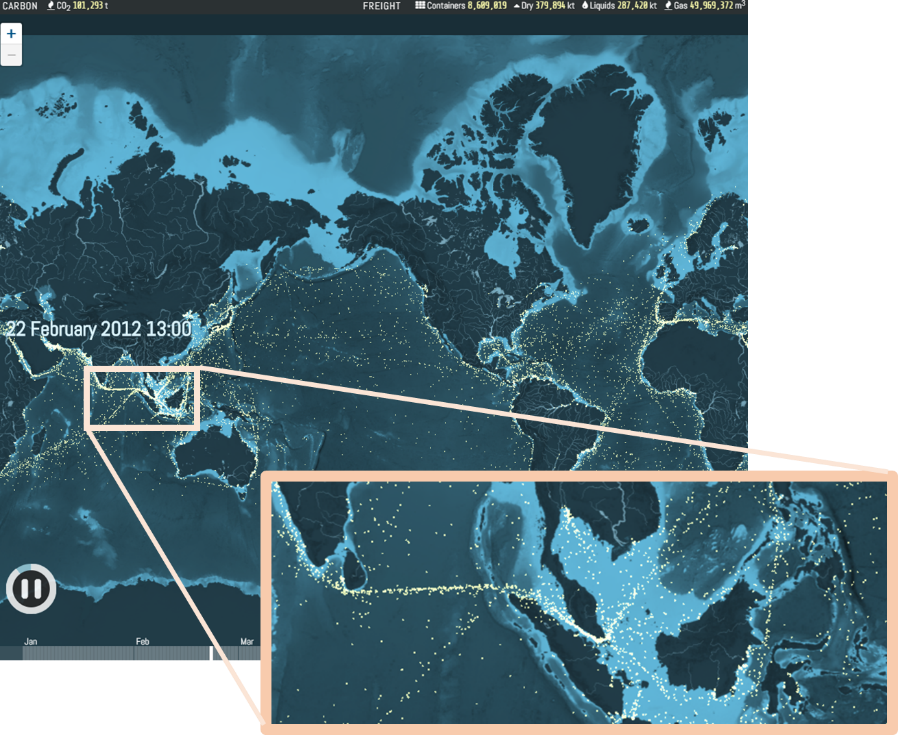 CARBON CO2 101,293 t FREIGHT Containers 8,609,019 Dry 379,894 kt Liquids 287,420 kt Gas 49,969,372 m3
+
−
22 February 2012 13:00
Jan Feb Mar